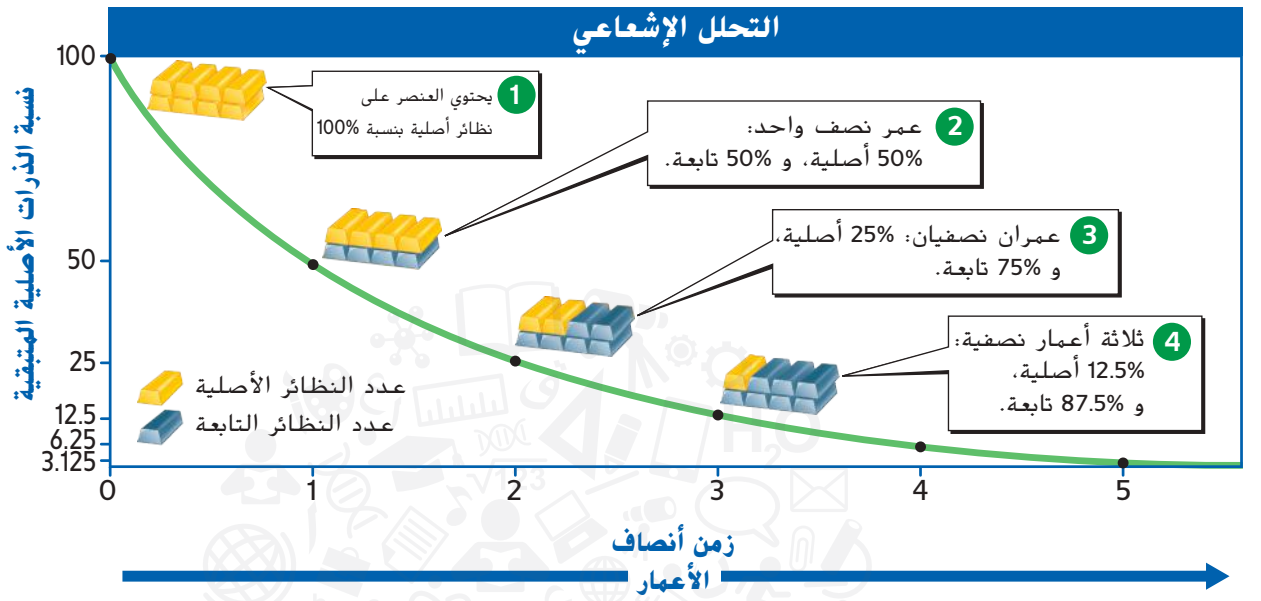 التحلل الإشعاعي
نسبة الذرات الأصلية المتبقية
100
50
25
12.5
6.25
3.125
1
يحتوي العنصر على
نظائر أصلية بنسبة %100
2
عمر نصف واحد:
50% أصلية، و 50% تابعة.
3
عمران نصفيان: 25% أصلية،
و 75% تابعة.
4
ثلاثة أعمار نصفية:
12.5% أصلية،
و 87.5% تابعة.
عدد النظائر الأصلية
عدد النظائر التابعة
H2O
√123
0 1 2 3 4 5
زمن أنصاف
الأعمار